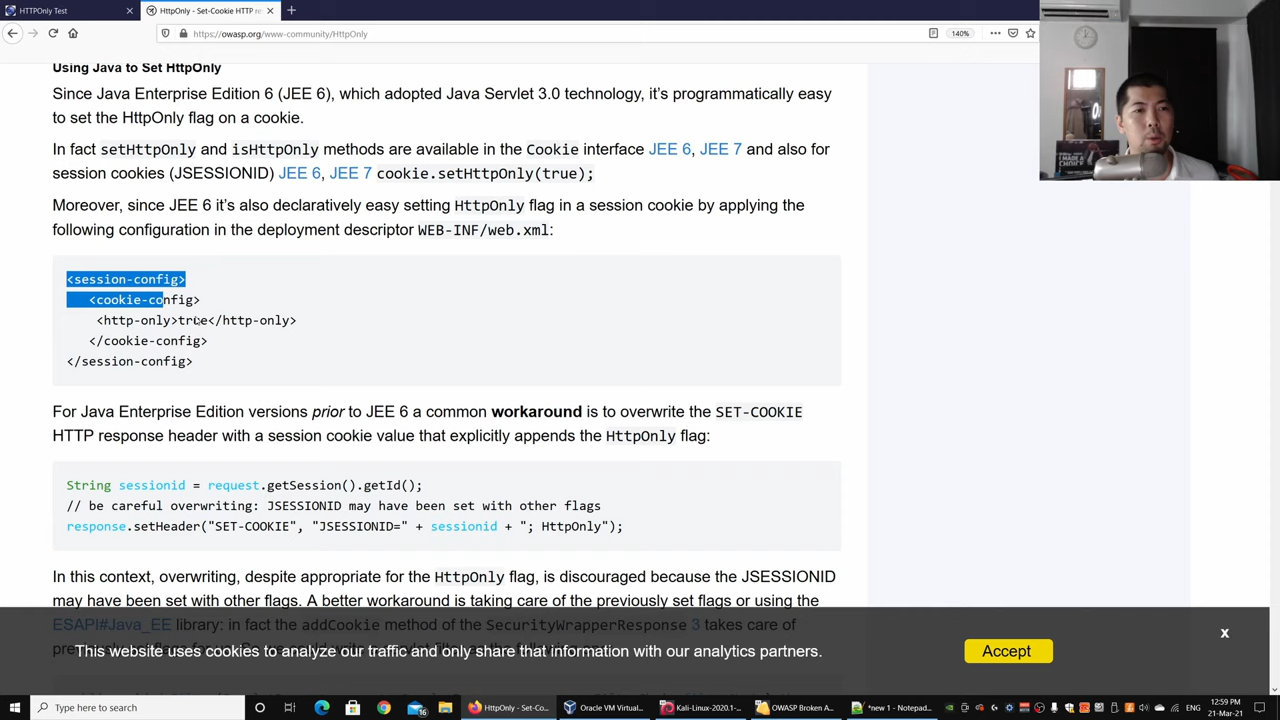 HTTPOnly Test
HttpOnly - Set-Cookie HTTP re
https://owasp.org/www-community/HttpOnly
140%
Using Java to Set HttpOnly
Since Java Enterprise Edition 6 (JEE 6), which adopted Java Servlet 3.0 technology, it's programmatically easy
to set the HttpOnly flag on a cookie.
In fact setHttpOnly and isHttpOnly methods are available in the Cookie interface JEE 6, JEE 7 and also for
session cookies (JSESSIONID) JEE 6, JEE 7 cookie.setHttpOnly(true);
Moreover, since JEE 6 it's also declaratively easy setting HttpOnly flag in a session cookie by applying the
following configuration in the deployment descriptor WEB-INF/web.xml:
<session-config>
<cookie-config>
<http-only>true</http-only>
</cookie-config>
</session-config>
For Java Enterprise Edition versions prior to JEE 6 a common workaround is to overwrite the SET-COOKIE
HTTP response header with a session cookie value that explicitly appends the HttpOnly flag:
String sessionid = request.getSession().getId();
// be careful overwriting: JSESSIONID may have been set with other flags
response.setHeader("SET-COOKIE", "JSESSIONID=" + sessionid + "; HttpOnly");
In this context, overwriting, despite appropriate for the HttpOnly flag, is discouraged because the JSESSIONID
may have been set with other flags. A better workaround is taking care of the previously set flags or using the
ESAPI#Java_EE library: in fact the addCookie method of the SecurityWrapperResponse 3 takes care of
This website uses cookies to analyze our traffic and only share that information with our analytics partners.
Accept
x
Type here to search
16
HttpOnly - Set-Co...
Oracle VM Virtual...
Kali-Linux-2020.1-...
OWASP Broken A...
*new 1 - Notepad...
ENG
12:59 PM
21-Mar-21